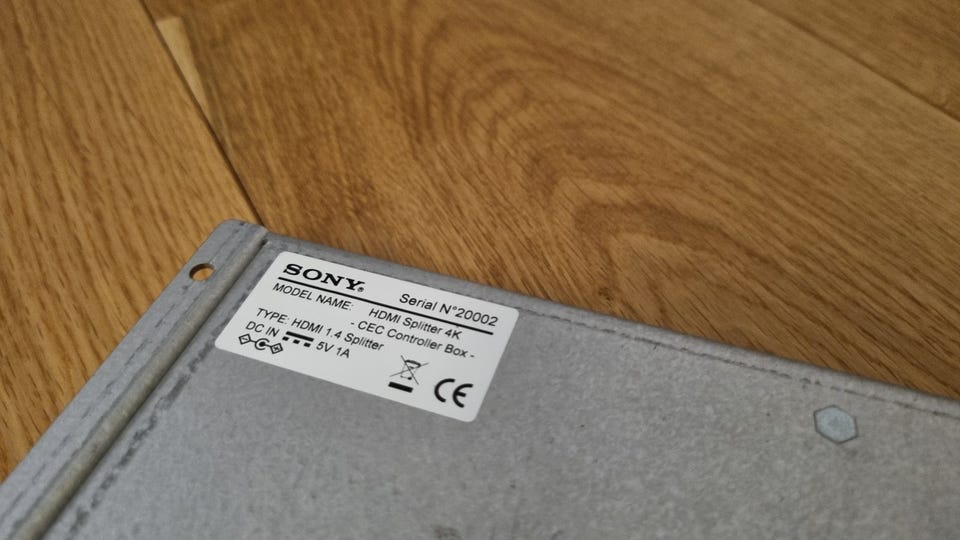 SONY®
Serial N°20002
MODEL NAME: HDMI Splitter 4K
- CEC Controller Box -
TYPE: HDMI 1.4 Splitter
DC IN 5V 1A
CE